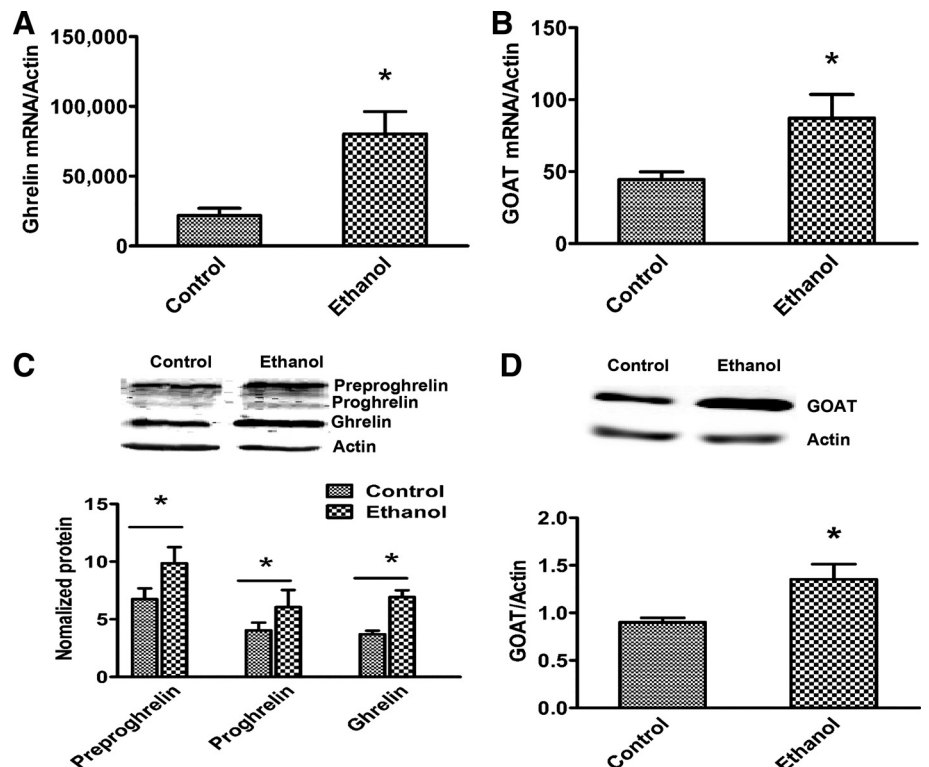 A
Ghrelin mRNA/Actin
150,000
100,000
50,000
0
*
Control
Ethanol
B
GOAT mRNA/Actin
150
100
50
0
*
Control
Ethanol
C
Control Ethanol
Preproghrelin
Proghrelin
Ghrelin
Actin
Control
Ethanol
Nomalized protein
15
10
5
0
*
*
*
Preproghrelin
Proghrelin
Ghrelin
D
Control Ethanol
GOAT
Actin
GOAT/Actin
2.0
1.5
1.0
0.5
0.0
*
Control
Ethanol